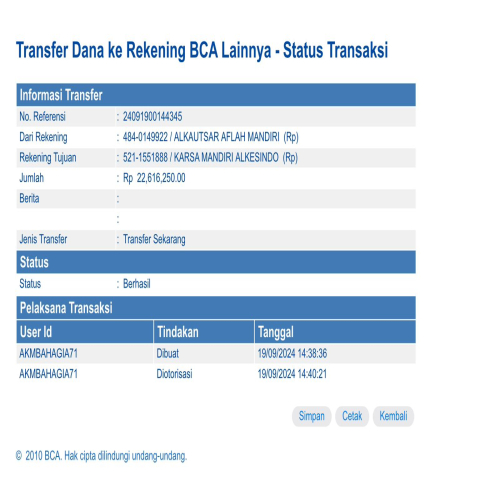 Transfer Dana ke Rekening BCA Lainnya - Status Transaksi
Informasi Transfer
No. Referensi : 24091900144345
Dari Rekening : 484-0149922 / ALKAUTSAR AFLAH MANDIRI (Rp)
Rekening Tujuan : 521-1551888 / KARSA MANDIRI ALKESINDO (Rp)
Jumlah : Rp 22,616,250.00
Berita :
:
Jenis Transfer : Transfer Sekarang
Status
Status : Berhasil
Pelaksana Transaksi
User Id Tindakan Tanggal
AKMBAHAGIA71 Dibuat 19/09/2024 14:38:36
AKMBAHAGIA71 Diotorisasi 19/09/2024 14:40:21
Simpan Cetak Kembali
© 2010 BCA. Hak cipta dilindungi undang-undang.